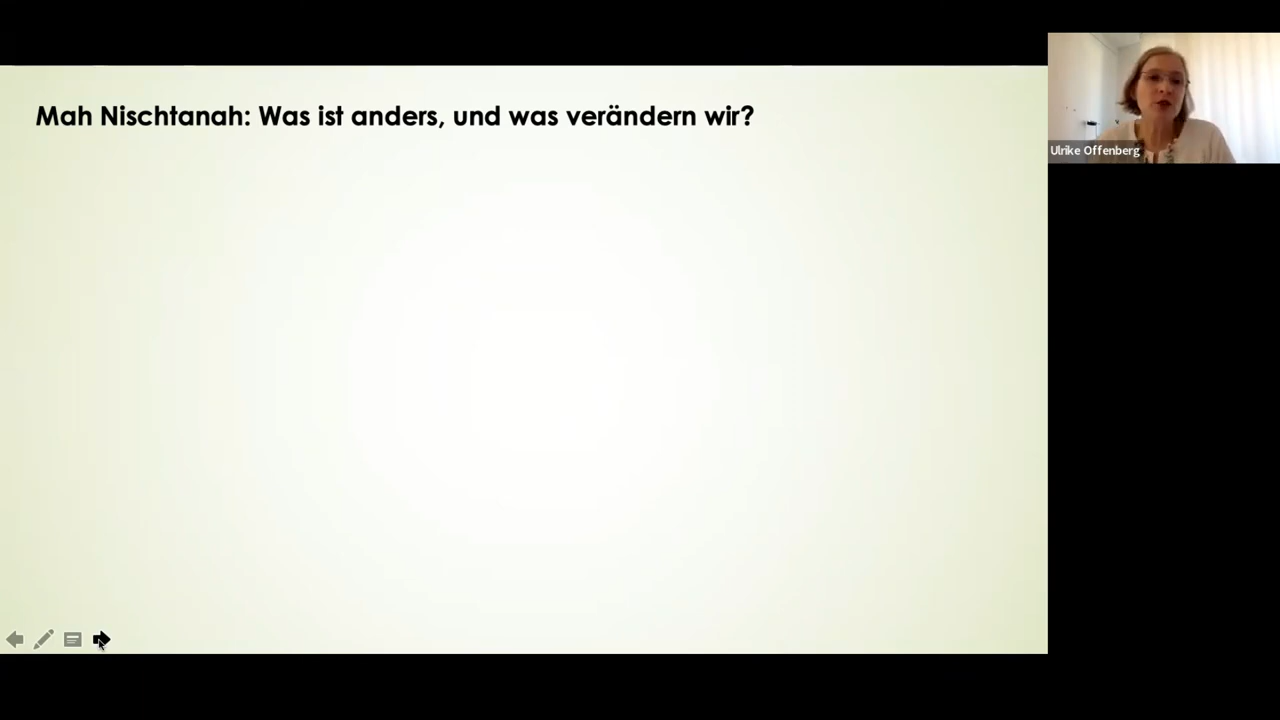 Mah Nischtanah: Was ist anders, und was verändern wir?
Ulrike Offenberg